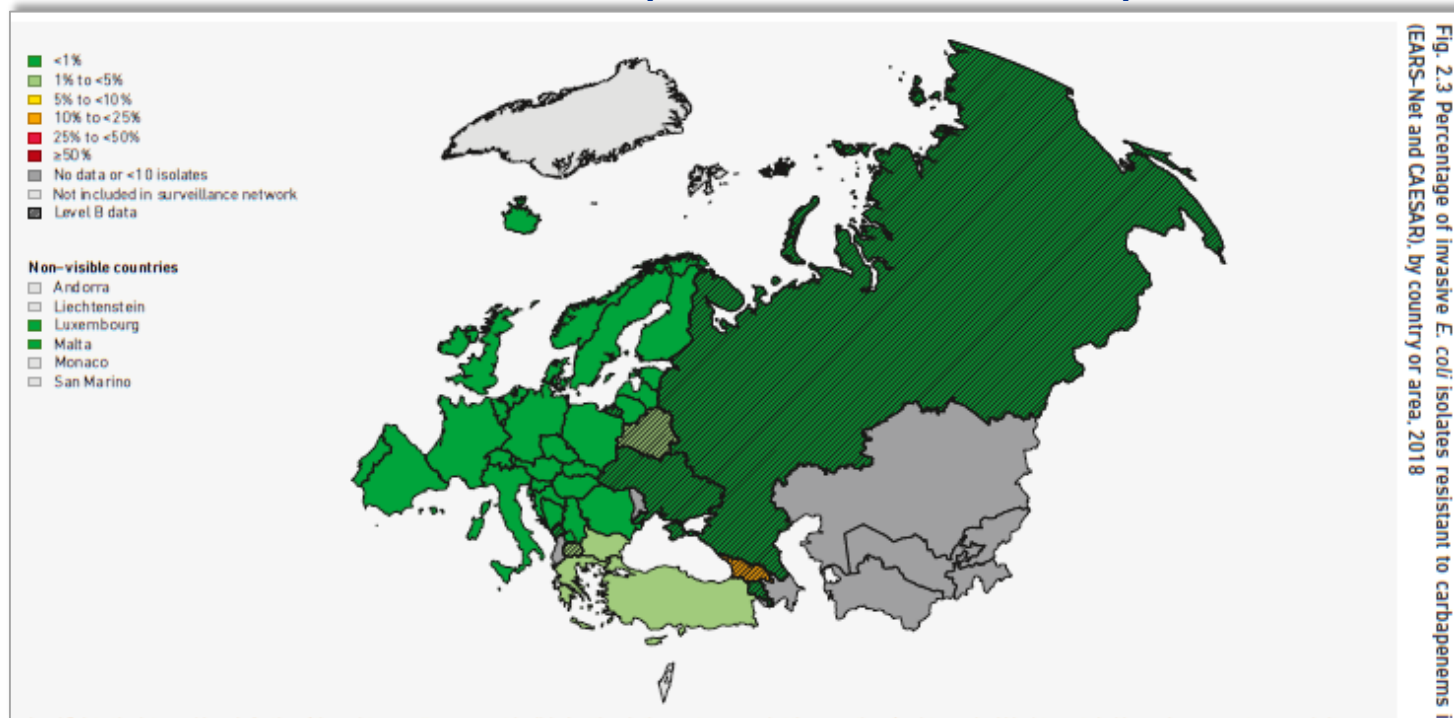 <1%
1% to <5%
5% to <10%
10% to <25%
25% to <50%
≥50%
No data or <10 isolates
Not included in surveillance network
Level B data
Non-visible countries
Andorra
Liechtenstein
Luxembourg
Malta
Monaco
San Marino
Fig. 2.3 Percentage of invasive E. coli isolates resistant to carbapenems
(EARS-Net and CAESAR), by country or area, 2018